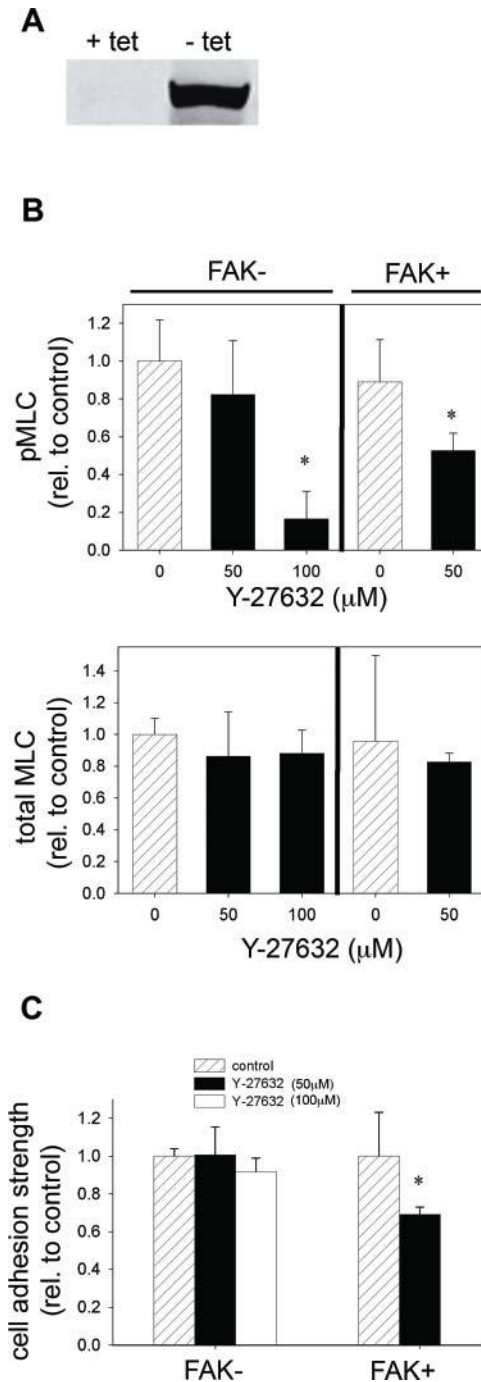 A
+ tet - tet
B
FAK- FAK+
pMLC
(rel. to control)
1.2
1.0
0.8
0.6
0.4
0.2
0.0
*
*
0 50 100 0 50
Y-27632 (μM)
total MLC
(rel. to control)
1.4
1.2
1.0
0.8
0.6
0.4
0.2
0.0
0 50 100 0 50
Y-27632 (μM)
C
control
Y-27632 (50μM)
Y-27632 (100μM)
cell adhesion strength
(rel. to control)
1.2
1.0
0.8
0.6
0.4
0.2
0.0
*
FAK- FAK+